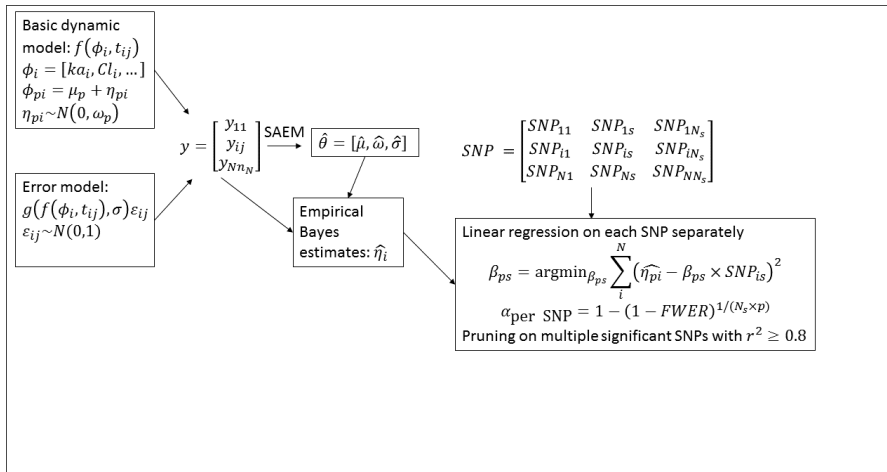 Basic dynamic
model: f(ϕ_i, t_ij)
ϕ_i = [ka_i, Cl_i, …]
ϕ_pi = μ_p + η_pi
η_pi~N(0, ω_p)
Error model:
g(f(ϕ_i, t_ij), σ)ε_ij
ε_ij~N(0,1)
y = [y_11 y_ij y_Nn_N]
SAEM
θ̂ = [μ̂, ω̂, σ̂]
Empirical
Bayes
estimates: η̂_i
SNP = [SNP_11 SNP_1s SNP_1N_s
SNP_i1 SNP_is SNP_iN_s
SNP_N1 SNP_Ns SNP_NN_s]
Linear regression on each SNP separately
β_ps = argmin_β_ps ∑_i^N (η̂_pi − β_ps × SNP_is)^2
α_per SNP = 1 − (1 − FWER)^1/(N_s×p)
Pruning on multiple significant SNPs with r^2 ≥ 0.8